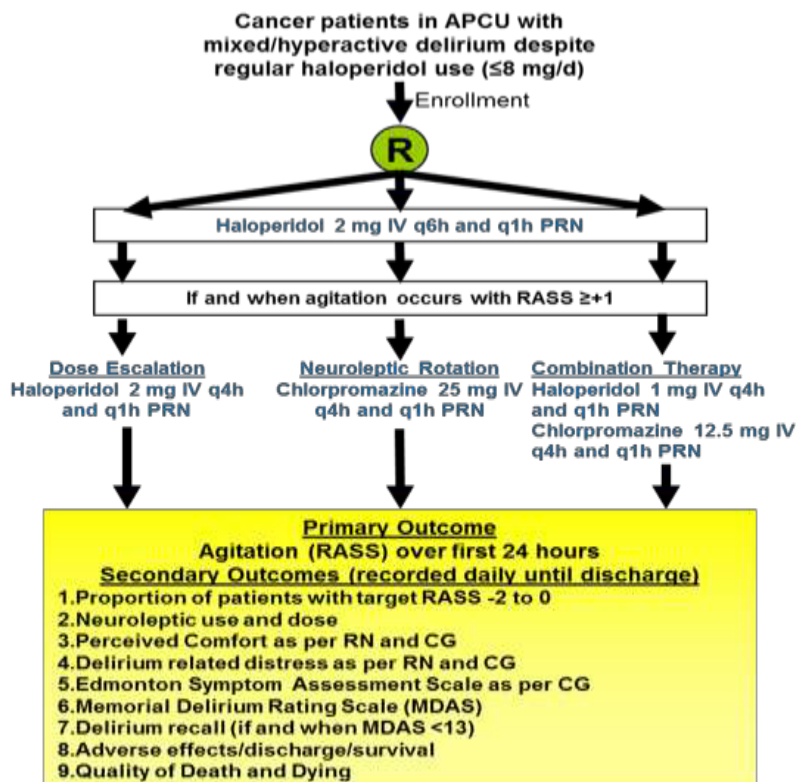 Cancer patients in APCU with
mixed/hyperactive delirium despite
regular haloperidol use (≤8 mg/d)
Enrollment
R
Haloperidol 2 mg IV q6h and q1h PRN
If and when agitation occurs with RASS ≥+1
Dose Escalation
Haloperidol 2 mg IV q4h
and q1h PRN
Neuroleptic Rotation
Chlorpromazine 25 mg IV
q4h and q1h PRN
Combination Therapy
Haloperidol 1 mg IV q4h
and q1h PRN
Chlorpromazine 12.5 mg IV
q4h and q1h PRN
Primary Outcome
Agitation (RASS) over first 24 hours
Secondary Outcomes (recorded daily until discharge)
1.Proportion of patients with target RASS -2 to 0
2.Neuroleptic use and dose
3.Perceived Comfort as per RN and CG
4.Delirium related distress as per RN and CG
5.Edmonton Symptom Assessment Scale as per CG
6.Memorial Delirium Rating Scale (MDAS)
7.Delirium recall (if and when MDAS <13)
8.Adverse effects/discharge/survival
9.Quality of Death and Dying